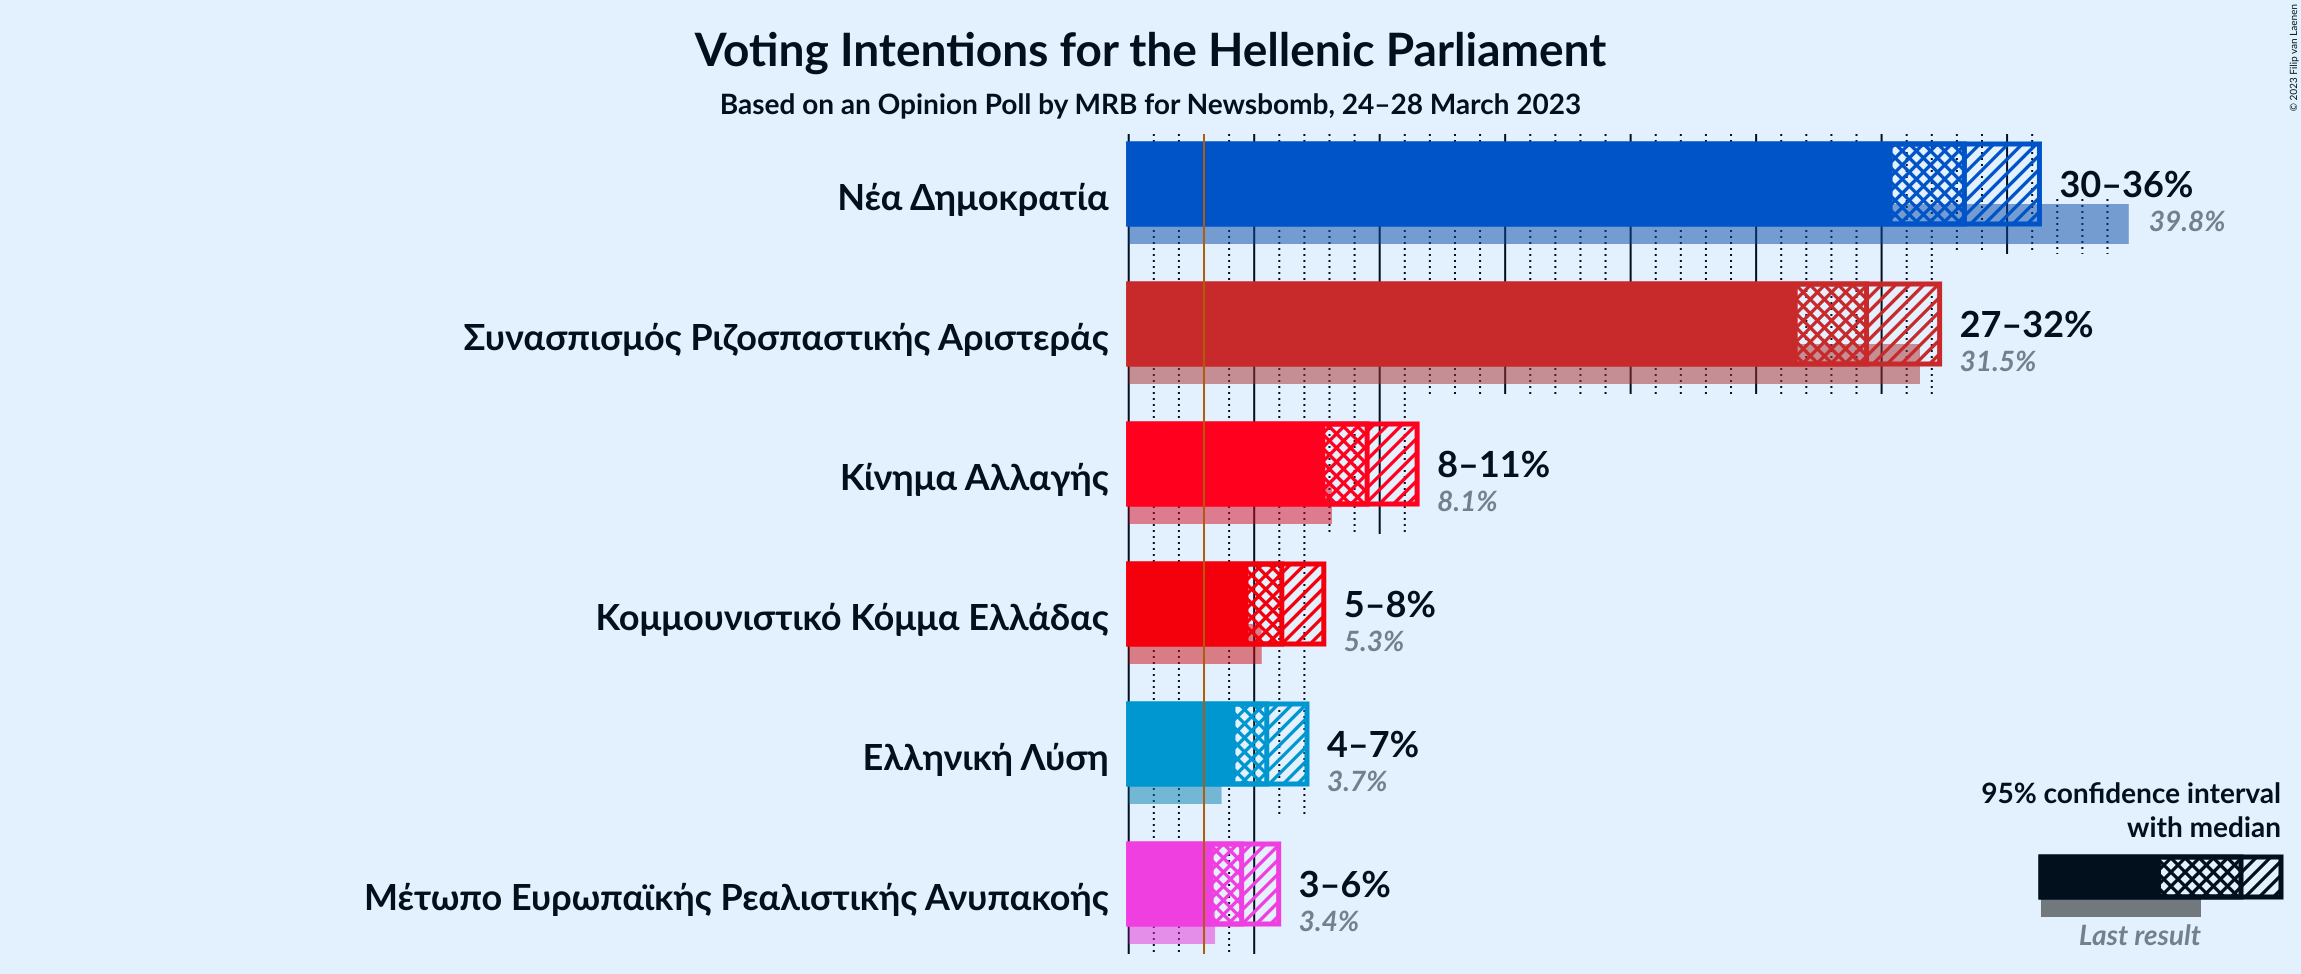 Voting Intentions for the Hellenic Parliament
Based on an Opinion Poll by MRB for Newsbomb, 24–28 March 2023
© 2023 Filip van Laenen
Νέα Δημοκρατία
30–36%
39.8%
Συνασπισμός Ριζοσπαστικής Αριστεράς
27–32%
31.5%
Κίνημα Αλλαγής
8–11%
8.1%
Κομμουνιστικό Κόμμα Ελλάδας
5–8%
5.3%
Ελληνική Λύση
4–7%
3.7%
Μέτωπο Ευρωπαϊκής Ρεαλιστικής Ανυπακοής
3–6%
3.4%
95% confidence interval
with median
Last result